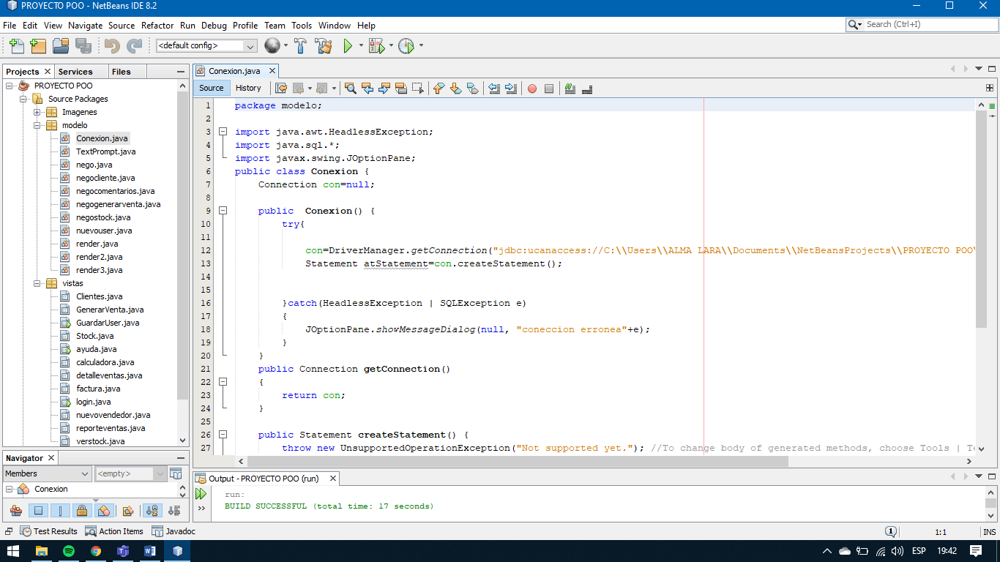 PROYECTO POO - NetBeans IDE 8.2
File Edit View Navigate Source Refactor Run Debug Profile Team Tools Window Help
Search (Ctrl+I)
<default config>
Projects Services Files
PROYECTO POO
Source Packages
Imagenes
modelo
Conexion.java
TextPrompt.java
nego.java
negocliente.java
negocomentarios.java
negogenerarventa.java
negostock.java
nuevouser.java
render.java
render2.java
render3.java
vistas
Clientes.java
GenerarVenta.java
GuardarUser.java
Stock.java
ayuda.java
calculadora.java
detalleventas.java
factura.java
login.java
nuevovendedor.java
reporteventas.java
verstock.java
Navigator
Members <empty>
Conexion
Conexion.java
Source History
1 package modelo;
2
3 import java.awt.HeadlessException;
4 import java.sql.*;
5 import javax.swing.JOptionPane;
6 public class Conexion {
7 Connection con=null;
8
9 public Conexion() {
10 try{
11
12 con=DriverManager.getConnection("jdbc:ucanaccess://C:\\Users\\ALMA LARA\\Documents\\NetBeansProjects\\PROYECTO POO\
13 Statement atStatement=con.createStatement();
14
15
16 }catch(HeadlessException | SQLException e)
17 {
18 JOptionPane.showMessageDialog(null, "coneccion erronea"+e);
19 }
20 }
21 public Connection getConnection()
22 {
23 return con;
24 }
25
26 public Statement createStatement() {
27 throw new UnsupportedOperationException("Not supported yet."); //To change body of generated methods, choose Tools | Te
Output - PROYECTO POO (run)
run:
BUILD SUCCESSFUL (total time: 17 seconds)
Test Results Action Items Javadoc
1 1:1 INS
ESP 19:42